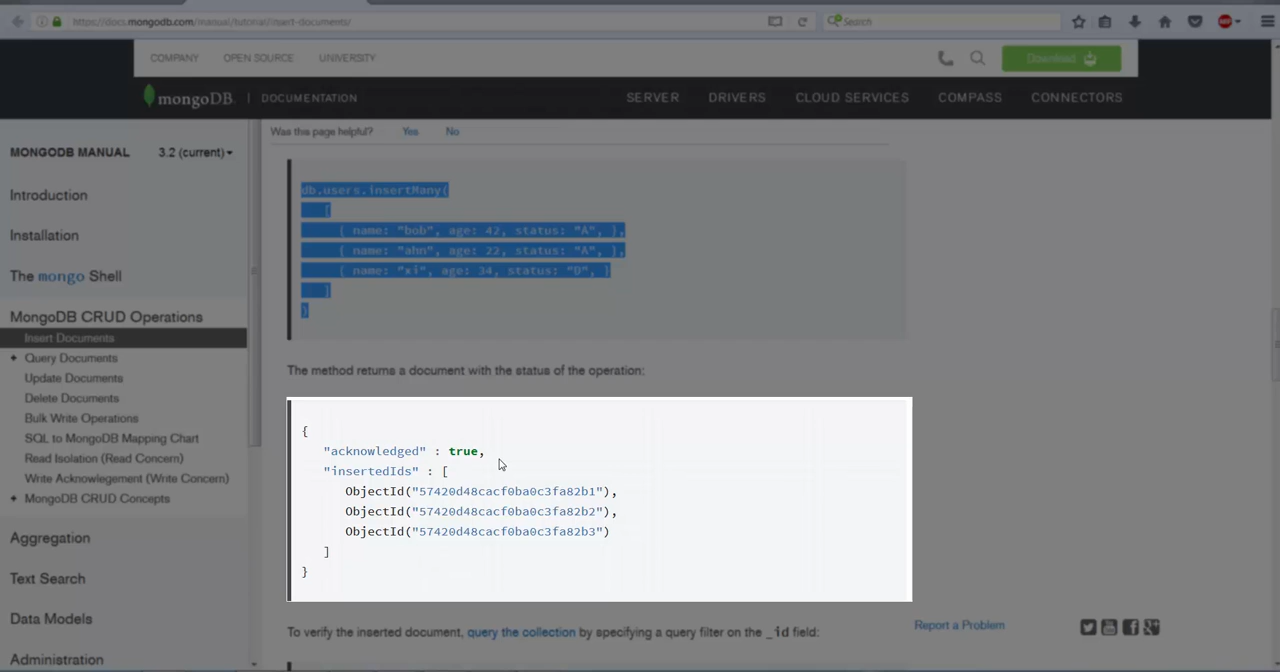 https://docs.mongodb.com/manual/tutorial/insert-documents/
Search
COMPANY OPEN SOURCE UNIVERSITY
Download
mongoDB. DOCUMENTATION
SERVER DRIVERS CLOUD SERVICES COMPASS CONNECTORS
Was this page helpful? Yes No
MONGODB MANUAL 3.2 (current)
Introduction
Installation
The mongo Shell
MongoDB CRUD Operations
Insert Documents
Query Documents
Update Documents
Delete Documents
Bulk Write Operations
SQL to MongoDB Mapping Chart
Read Isolation (Read Concern)
Write Acknowlegement (Write Concern)
MongoDB CRUD Concepts
Aggregation
Text Search
Data Models
Administration
db.users.insertMany(
[
{ name: "bob", age: 42, status: "A", },
{ name: "ahn", age: 22, status: "A", },
{ name: "xi", age: 34, status: "D", }
]
)
The method returns a document with the status of the operation:
{
"acknowledged" : true,
"insertedIds" : [
ObjectId("57420d48cacf0ba0c3fa82b1"),
ObjectId("57420d48cacf0ba0c3fa82b2"),
ObjectId("57420d48cacf0ba0c3fa82b3")
]
}
To verify the inserted document, query the collection by specifying a query filter on the _id field:
Report a Problem